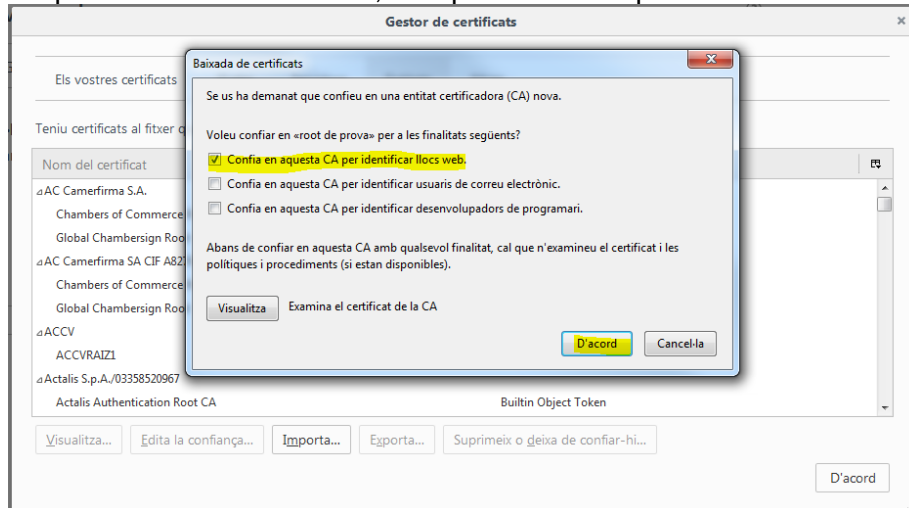 Gestor de certificats
Baixada de certificats
Els vostres certificats
Se us ha demanat que confieu en una entitat certificadora (CA) nova.
Teniu certificats al fitxer q
Voleu confiar en «root de prova» per a les finalitats següents?
Nom del certificat
Confia en aquesta CA per identificar llocs web.
Confia en aquesta CA per identificar usuaris de correu electrònic.
Confia en aquesta CA per identificar desenvolupadors de programari.
AC Camerfirma S.A.
Chambers of Commerce
Global Chambersign Roo
AC Camerfirma SA CIF A82
Chambers of Commerce
Global Chambersign Roo
ACCV
ACCVRAIZ1
Actalis S.p.A./03358520967
Abans de confiar en aquesta CA amb qualsevol finalitat, cal que n'examineu el certificat i les
polítiques i procediments (si estan disponibles).
Visualitza Examina el certificat de la CA
D'acord Cancel·la
Actalis Authentication Root CA Builtin Object Token
Visualitza... Edita la confiança... Importa... Exporta... Suprimeix o deixa de confiar-hi...
D'acord